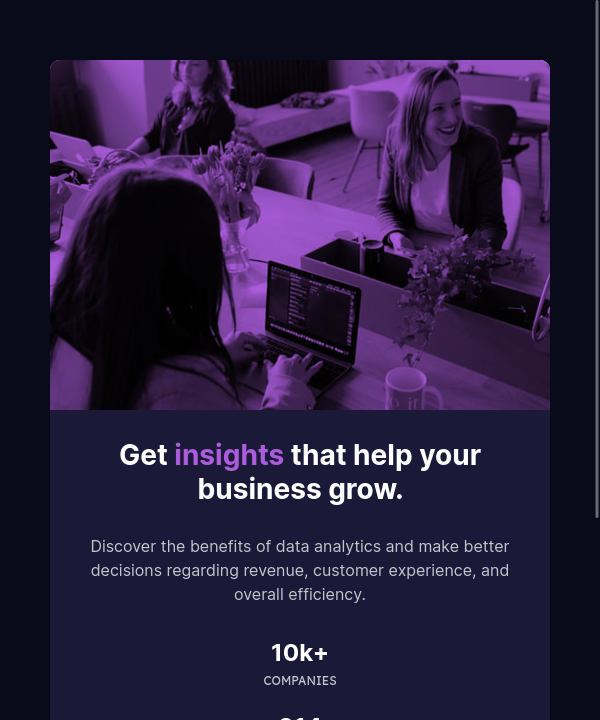 Get insights that help your
business grow.
Discover the benefits of data analytics and make better
decisions regarding revenue, customer experience, and
overall efficiency.
10k+
COMPANIES